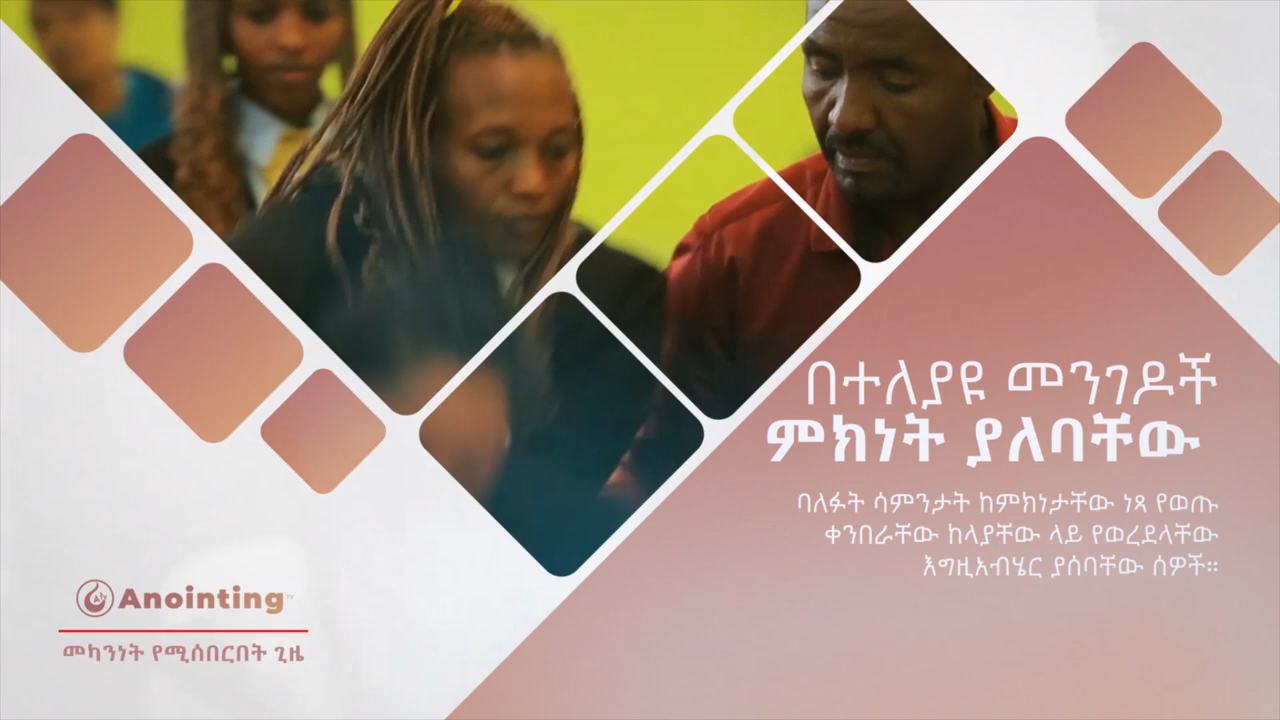 በተለያዩ መንገዶች
ምክነት ያለባቸው
ባለፉት ሳምንታት ከምክነታቸው ነጻ የወጡ
ቀንበራቸው ከላያቸው ላይ የወረደላቸው
እግዚአብሄር ያሰባቸው ሰዎች።
Anointing TV
መካንነት የሚሰበርበት ጊዜ